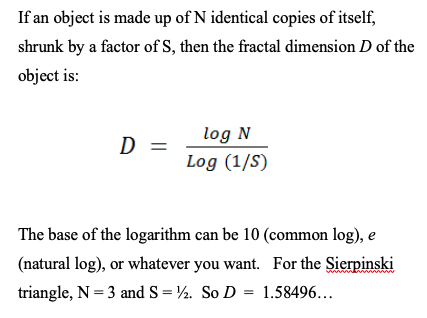 If an object is made up of N identical copies of itself,
shrunk by a factor of S, then the fractal dimension D of the
object is:
D = log N / Log (1/S)
The base of the logarithm can be 10 (common log), e
(natural log), or whatever you want. For the Sierpinski
triangle, N = 3 and S = ½. So D = 1.58496…